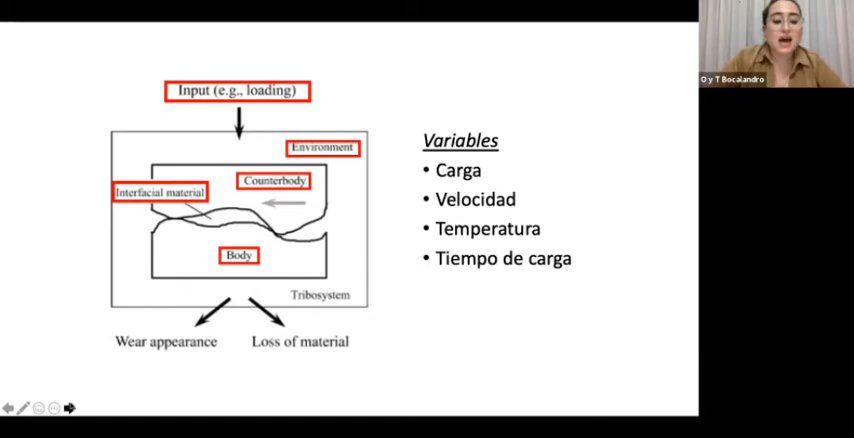 O y T Bocalandro
Input (e.g., loading)
Environment
Counterbody
Interfacial material
Body
Tribosystem
Wear appearance
Loss of material
Variables
• Carga
• Velocidad
• Temperatura
• Tiempo de carga